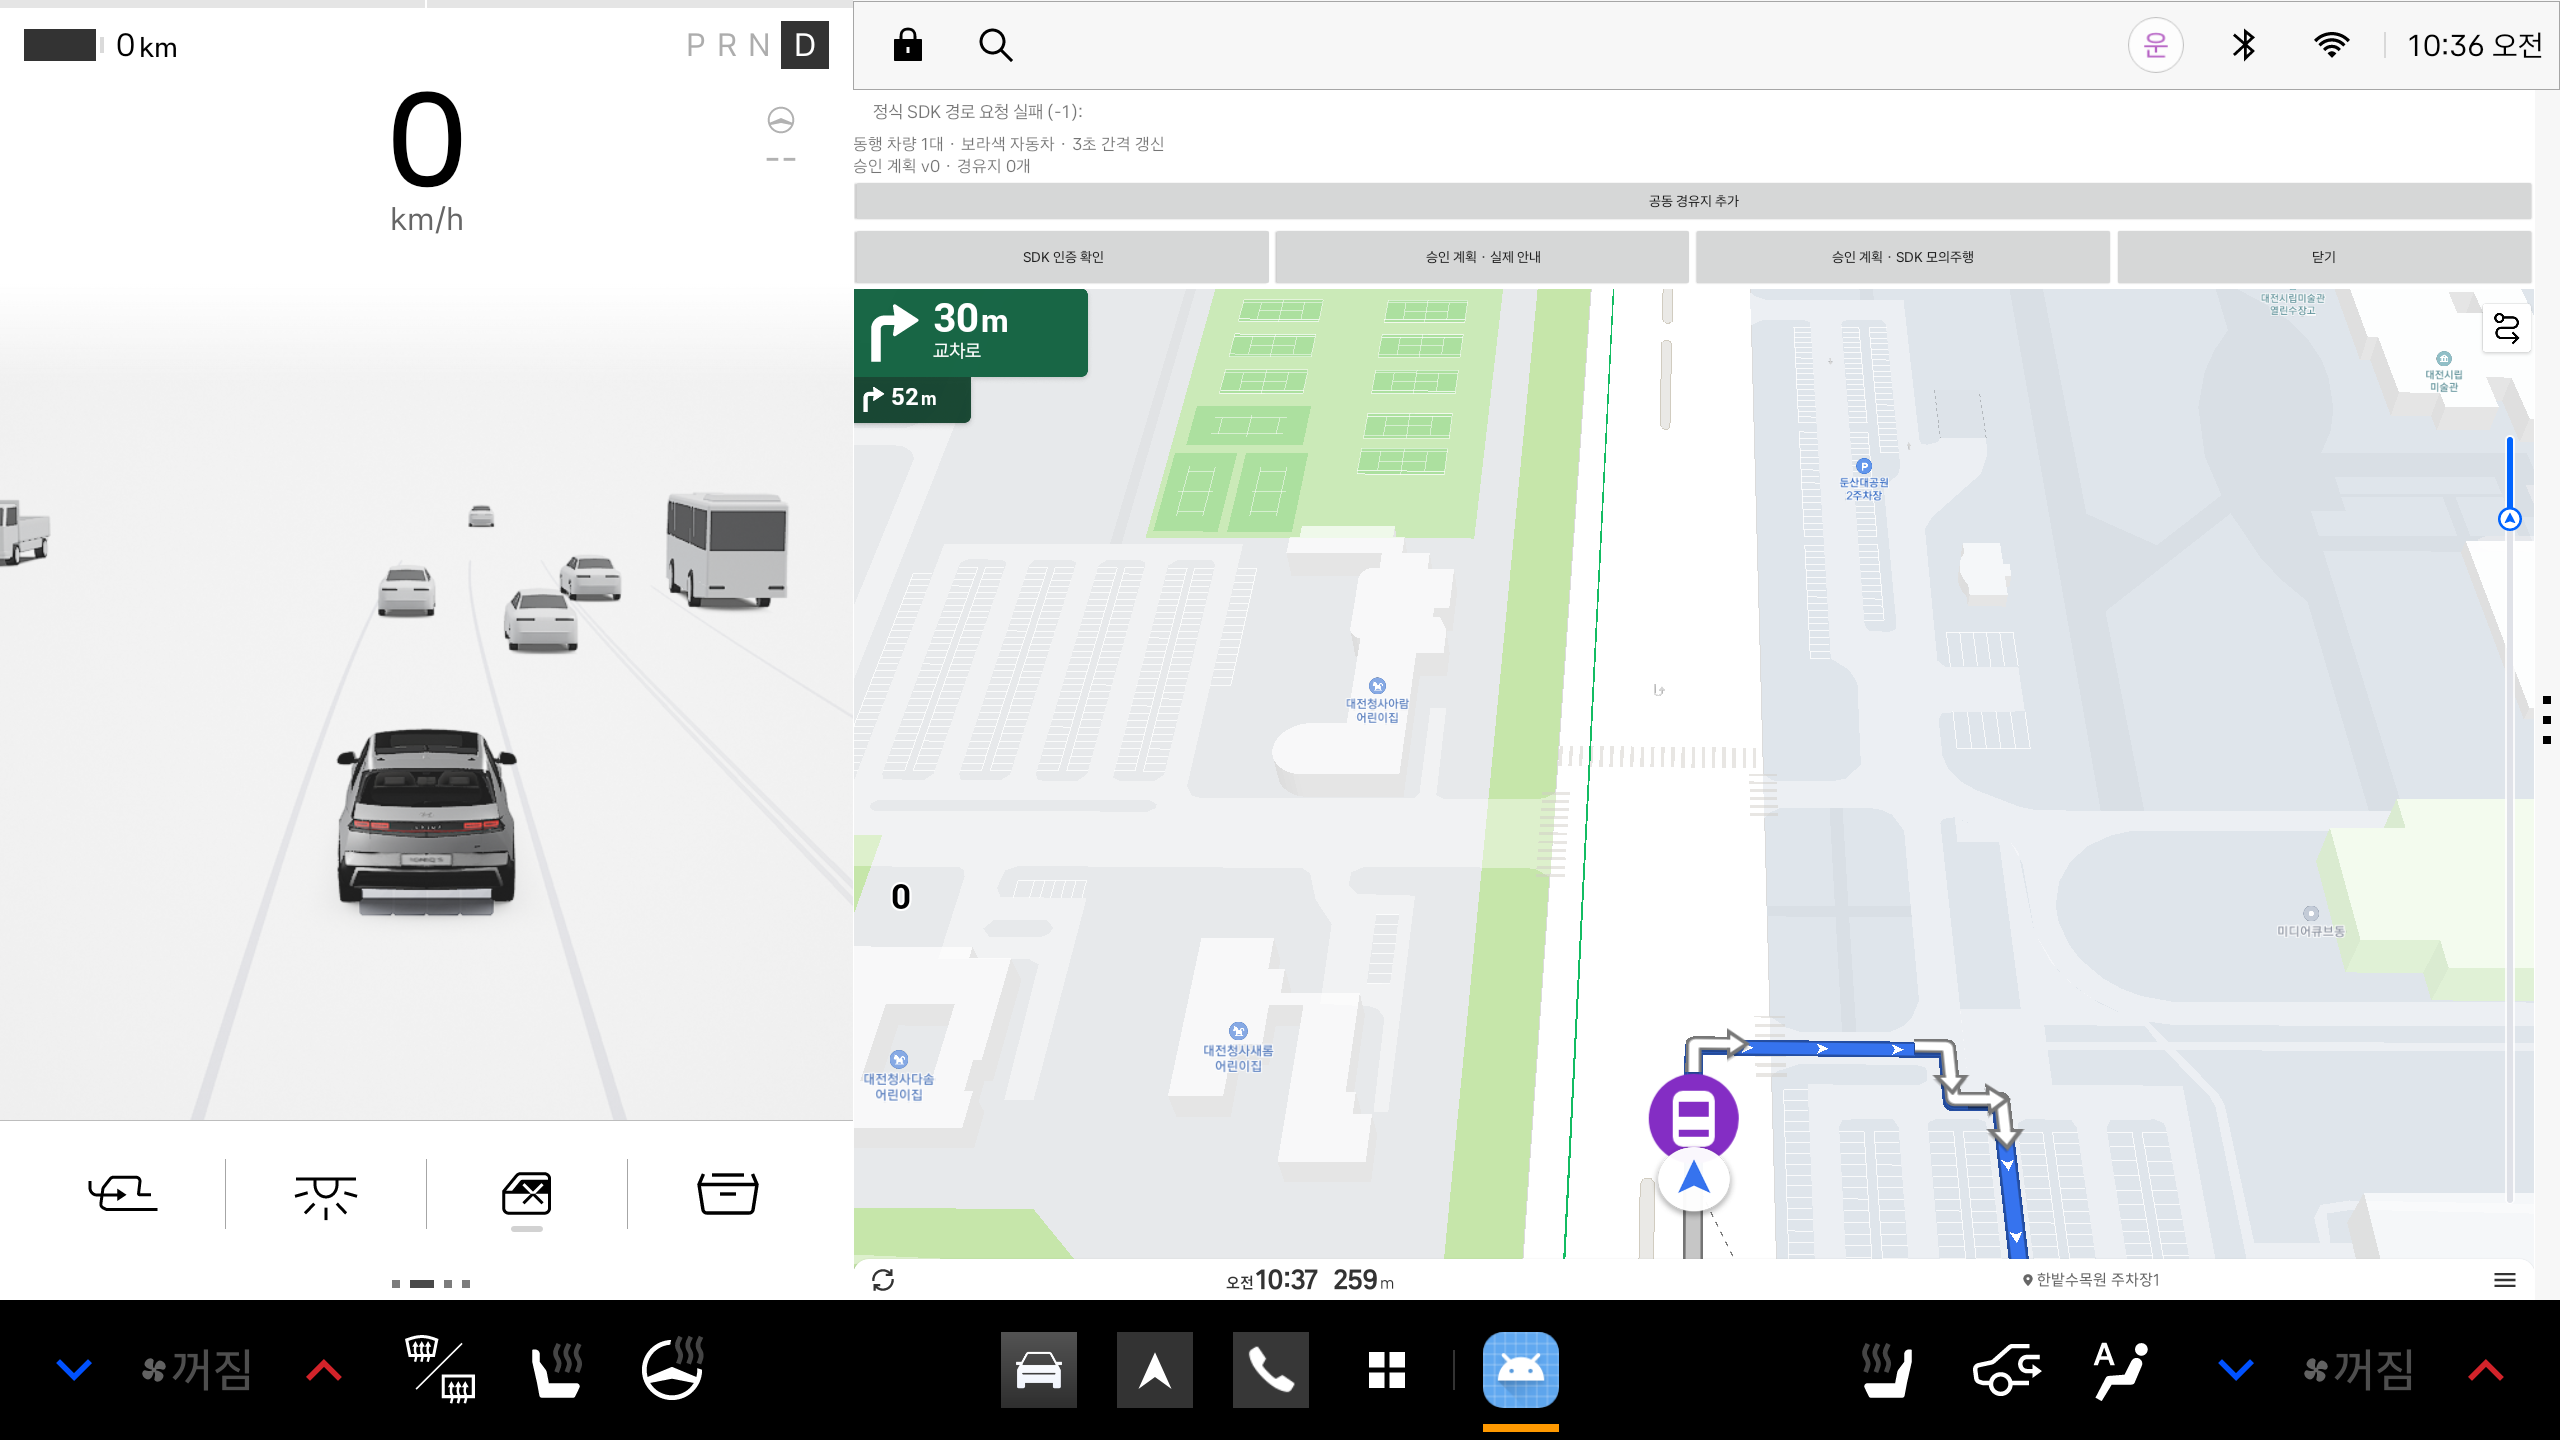 0 km
P R N D
0
km/h
--
운
10:36 오전
정식 SDK 경로 요청 실패 (-1):
동행 차량 1대 · 보라색 자동차 · 3초 간격 갱신
승인 계획 v0 · 경유지 0개
공동 경유지 추가
SDK 인증 확인
승인 계획 · 실제 안내
승인 계획 · SDK 모의주행
닫기
30m
교차로
52m
대전시립미술관
열린수장고
대전시립
미술관
P
둔산대공원
2주차장
대전청사아람
어린이집
0
미디어큐브동
대전청사새롬
어린이집
대전청사다솜
어린이집
오전 10:37 259m
한밭수목원 주차장1
꺼짐
A
꺼짐